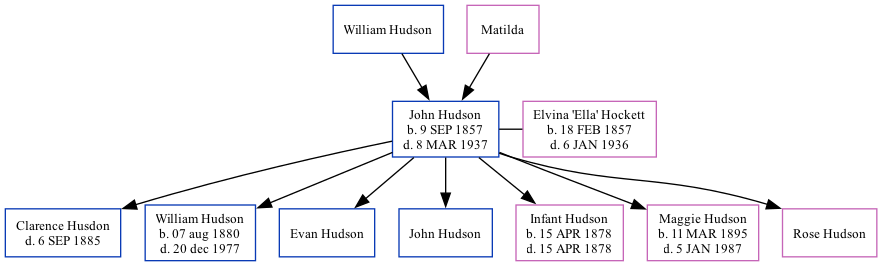 William Hudson
Matilda
John Hudson
b. 9 SEP 1857
d. 8 MAR 1937
Elvina 'Ella' Hockett
b. 18 FEB 1857
d. 6 JAN 1936
Clarence Husdon
d. 6 SEP 1885
William Hudson
b. 07 aug 1880
d. 20 dec 1977
Evan Hudson
John Hudson
Infant Hudson
b. 15 APR 1878
d. 15 APR 1878
Maggie Hudson
b. 11 MAR 1895
d. 5 JAN 1987
Rose Hudson